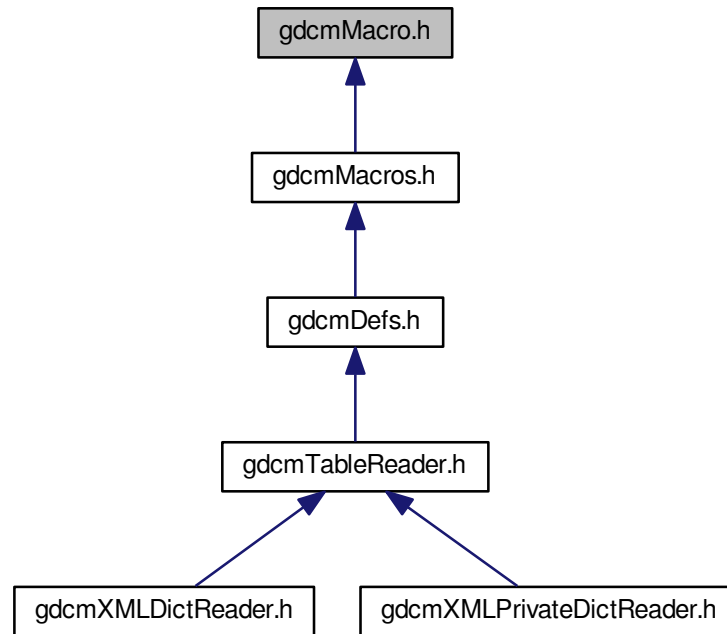 gdcmMacro.h
gdcmMacros.h
gdcmDefs.h
gdcmTableReader.h
gdcmXMLDictReader.h
gdcmXMLPrivateDictReader.h